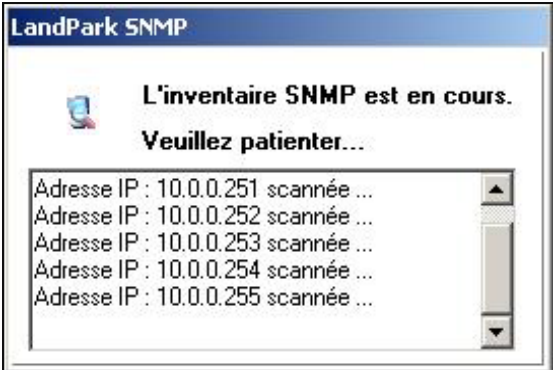 LandPark SNMP
L'inventaire SNMP est en cours.
Veuillez patienter...
Adresse IP : 10.0.0.251 scannée ...
Adresse IP : 10.0.0.252 scannée ...
Adresse IP : 10.0.0.253 scannée ...
Adresse IP : 10.0.0.254 scannée ...
Adresse IP : 10.0.0.255 scannée ...